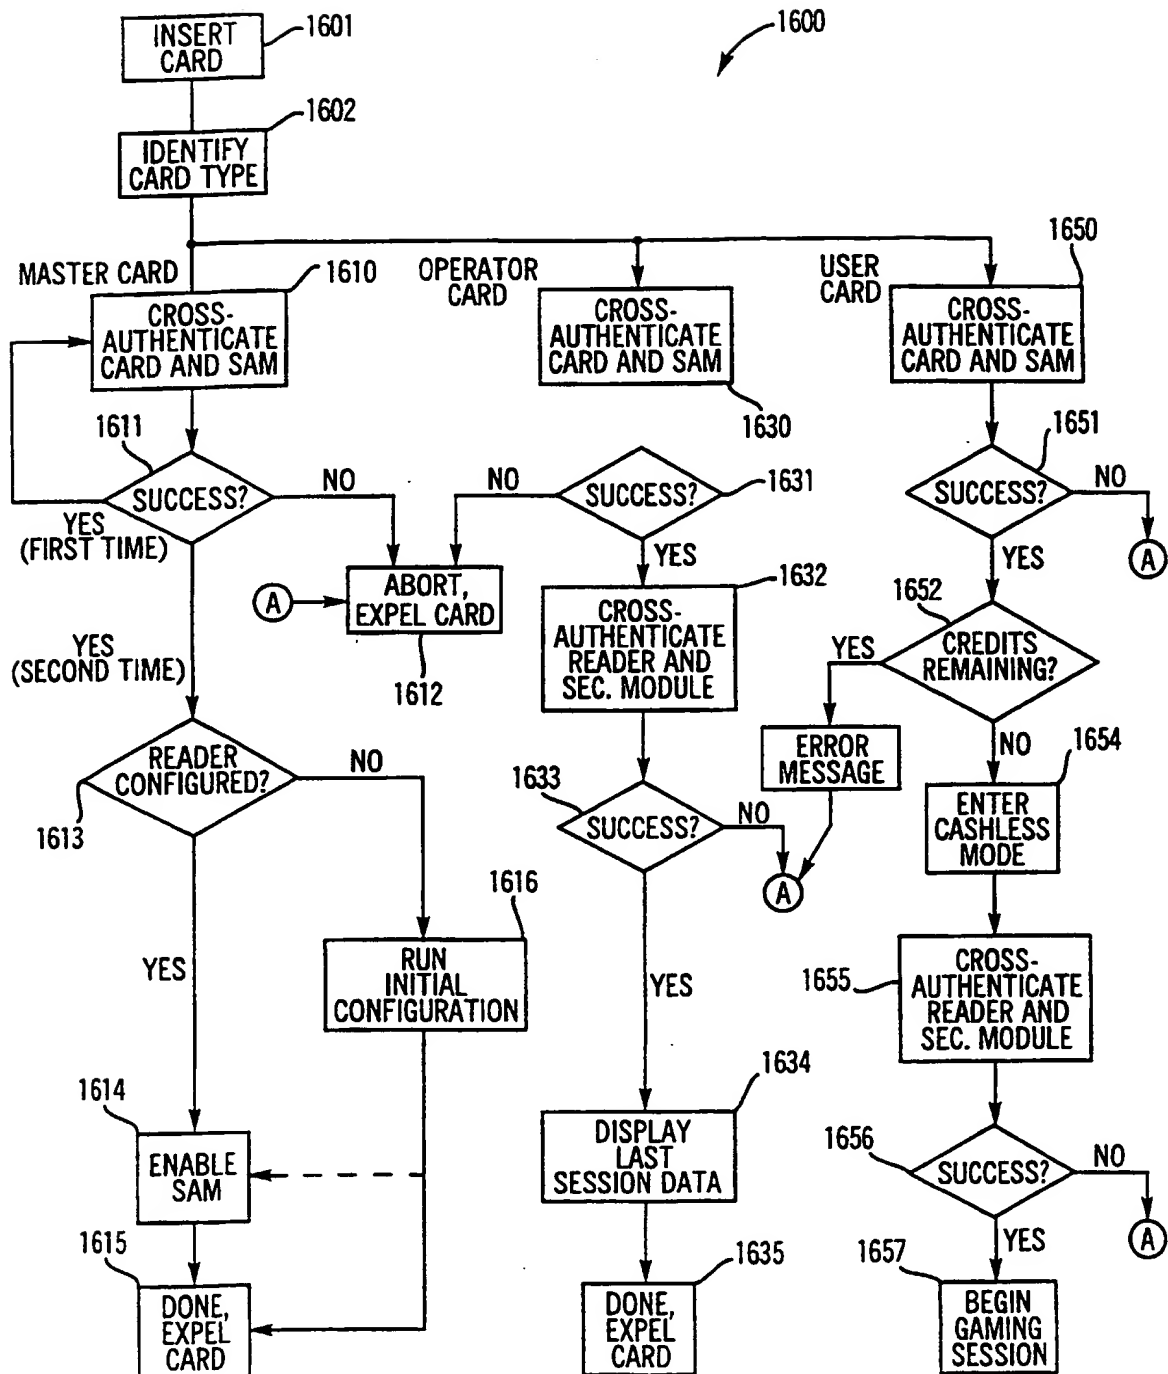 1600
INSERT
CARD
1601
IDENTIFY
CARD TYPE
1602
MASTER CARD
OPERATOR
CARD
USER
CARD
CROSS-
AUTHENTICATE
CARD AND SAM
1610
CROSS-
AUTHENTICATE
CARD AND SAM
1630
CROSS-
AUTHENTICATE
CARD AND SAM
1650
1611
SUCCESS?
NO
YES
(FIRST TIME)
YES
(SECOND TIME)
NO
SUCCESS?
1631
YES
1651
SUCCESS?
NO
A
YES
A
ABORT,
EXPEL CARD
1612
1632
CROSS-
AUTHENTICATE
READER AND
SEC. MODULE
1652
CREDITS
REMAINING?
YES
NO
ERROR
MESSAGE
READER
CONFIGURED?
NO
1613
YES
1633
SUCCESS?
NO
A
YES
1654
ENTER
CASHLESS
MODE
1616
RUN
INITIAL
CONFIGURATION
1655
CROSS-
AUTHENTICATE
READER AND
SEC. MODULE
1614
ENABLE
SAM
1634
DISPLAY
LAST
SESSION DATA
1656
SUCCESS?
NO
A
YES
1615
DONE,
EXPEL
CARD
1635
DONE,
EXPEL
CARD
1657
BEGIN
GAMING
SESSION